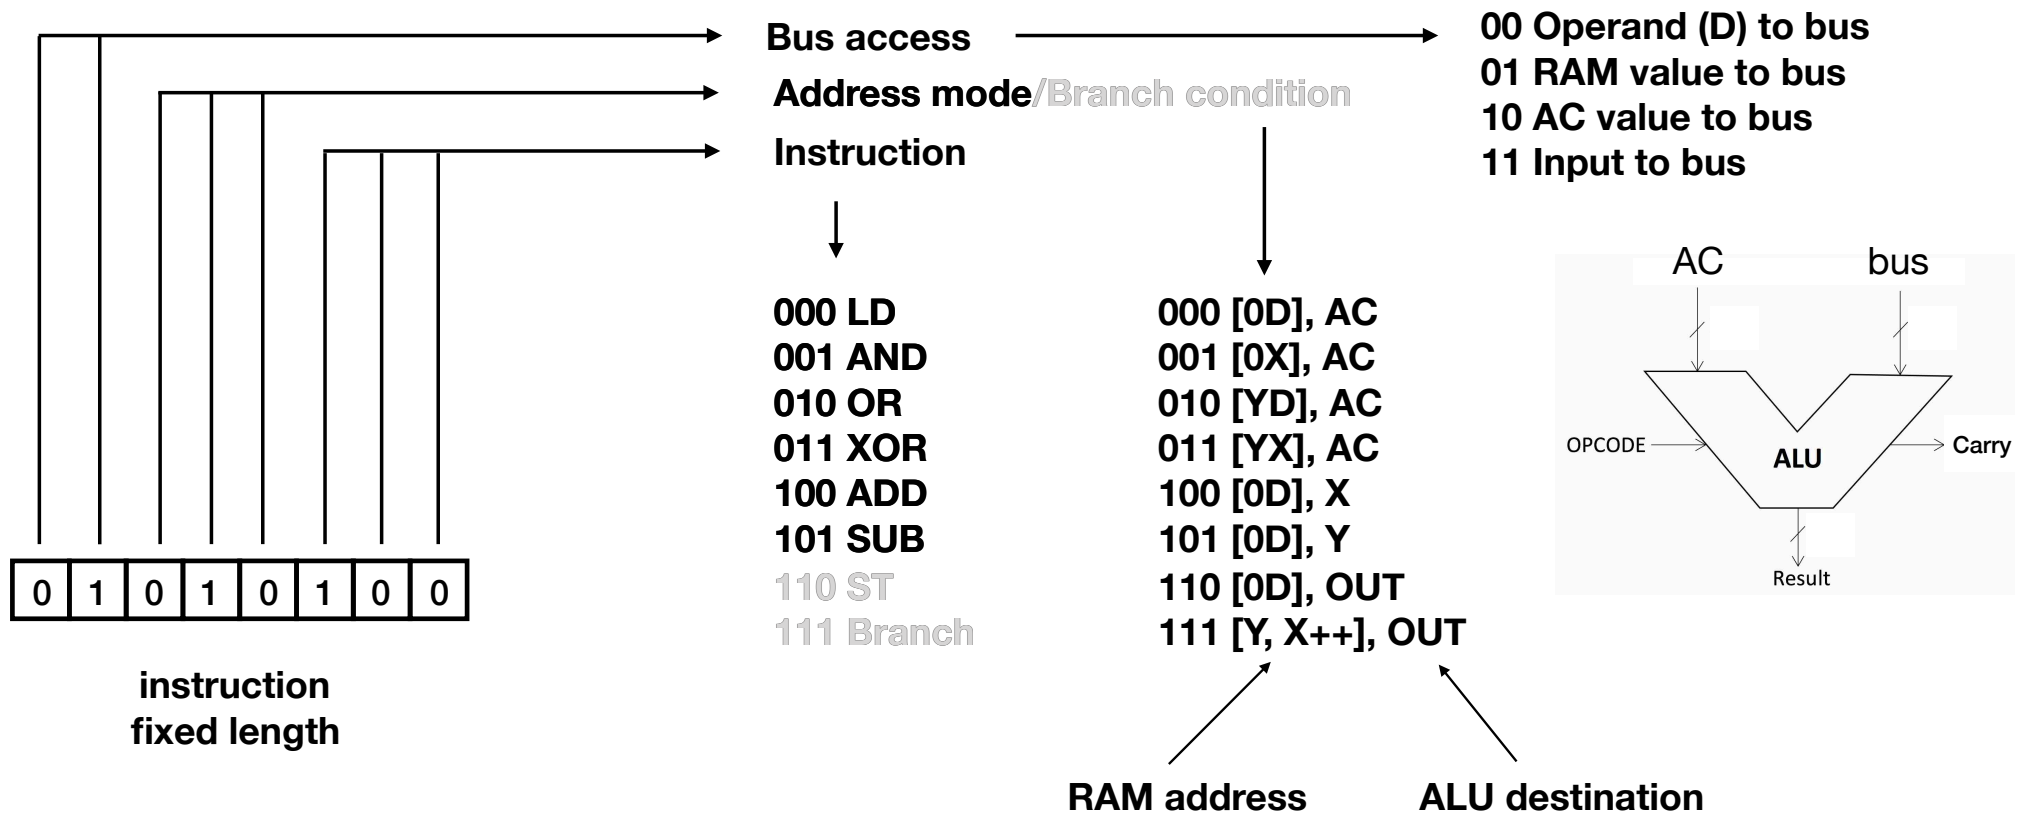 Bus access
Address mode/Branch condition
Instruction
00 Operand (D) to bus
01 RAM value to bus
10 AC value to bus
11 Input to bus
000 LD
001 AND
010 OR
011 XOR
100 ADD
101 SUB
110 ST
111 Branch
000 [0D], AC
001 [0X], AC
010 [YD], AC
011 [YX], AC
100 [0D], X
101 [0D], Y
110 [0D], OUT
111 [Y, X++], OUT
RAM address
ALU destination
AC
bus
OPCODE
ALU
Carry
Result
0 1 0 1 0 1 0 0
instruction
fixed length